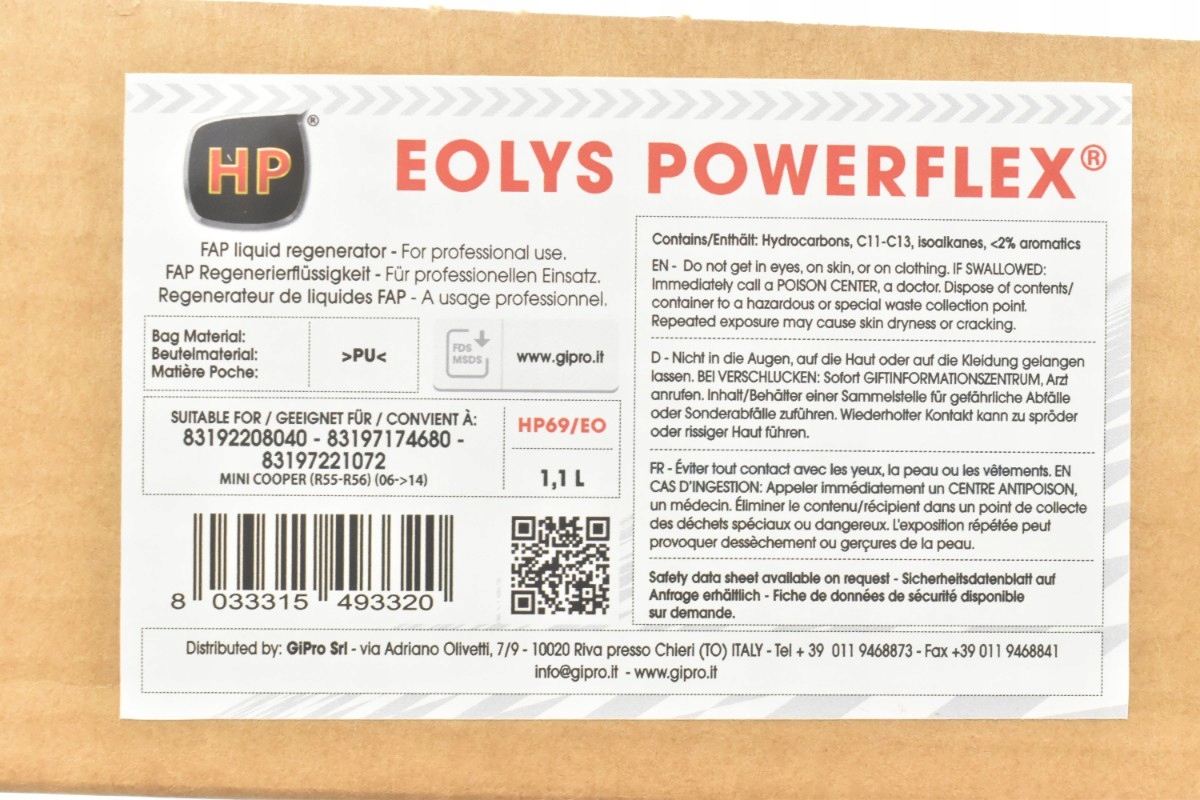 HP®
EOLYS POWERFLEX®
FAP liquid regenerator - For professional use.
FAP Regenerierflüssigkeit - Für professionellen Einsatz.
Regenerateur de liquides FAP - A usage professionnel.
Bag Material:
Beutelmaterial:
Matière Poche:
>PU<
FDS
MSDS
www.gipro.it
SUITABLE FOR / GEEIGNET FÜR / CONVIENT À:
83192208040 - 83197174680 -
83197221072
MINI COOPER (R55-R56) (06->14)
HP69/EO
1,1 L
8 033315 493320
Contains/Enthält: Hydrocarbons, C11-C13, isoalkanes, <2% aromatics
EN - Do not get in eyes, on skin, or on clothing. IF SWALLOWED:
Immediately call a POISON CENTER, a doctor. Dispose of contents/
container to a hazardous or special waste collection point.
Repeated exposure may cause skin dryness or cracking.
D - Nicht in die Augen, auf die Haut oder auf die Kleidung gelangen
lassen. BEI VERSCHLUCKEN: Sofort GIFTINFORMATIONSZENTRUM, Arzt
anrufen. Inhalt/Behälter einer Sammelstelle für gefährliche Abfälle
oder Sonderabfälle zuführen. Wiederholter Kontakt kann zu spröder
oder rissiger Haut führen.
FR - Éviter tout contact avec les yeux, la peau ou les vêtements. EN
CAS D'INGESTION: Appeler immédiatement un CENTRE ANTIPOISON,
un médecin. Éliminer le contenu/récipient dans un point de collecte
des déchets spéciaux ou dangereux. L'exposition répétée peut
provoquer dessèchement ou gerçures de la peau.
Safety data sheet available on request - Sicherheitsdatenblatt auf
Anfrage erhältlich - Fiche de données de sécurité disponible
sur demande.
Distributed by: GiPro Srl - via Adriano Olivetti, 7/9 - 10020 Riva presso Chieri (TO) ITALY - Tel + 39 011 9468873 - Fax +39 011 9468841
info@gipro.it - www.gipro.it